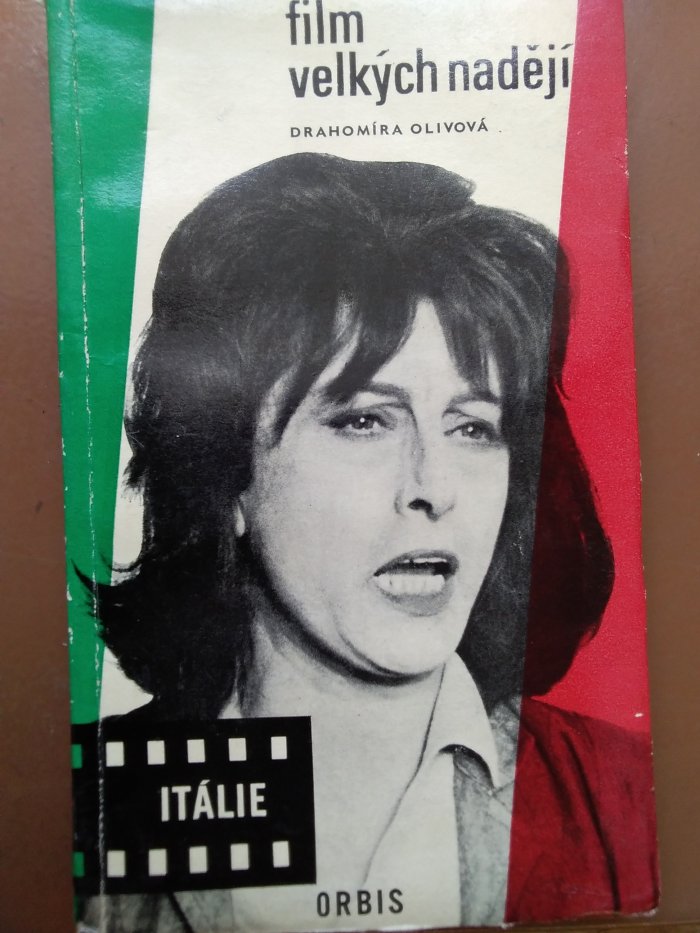 film
velkých nadějí
DRAHOMÍRA OLIVOVÁ
ITÁLIE
ORBIS